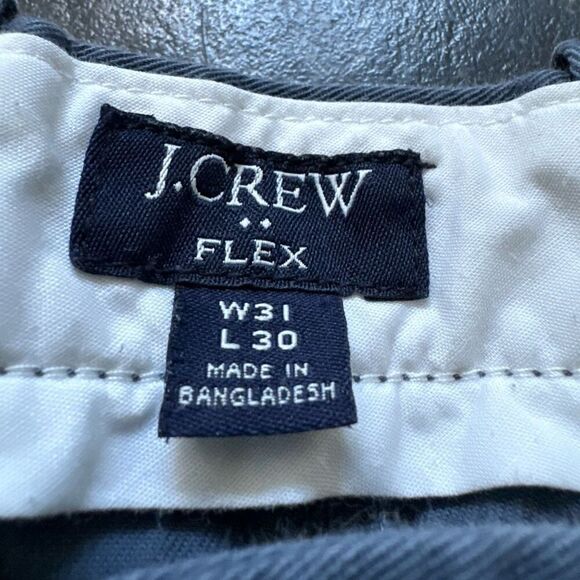 J.CREW
FLEX
W31
L 30
MADE IN
BANGLADESH